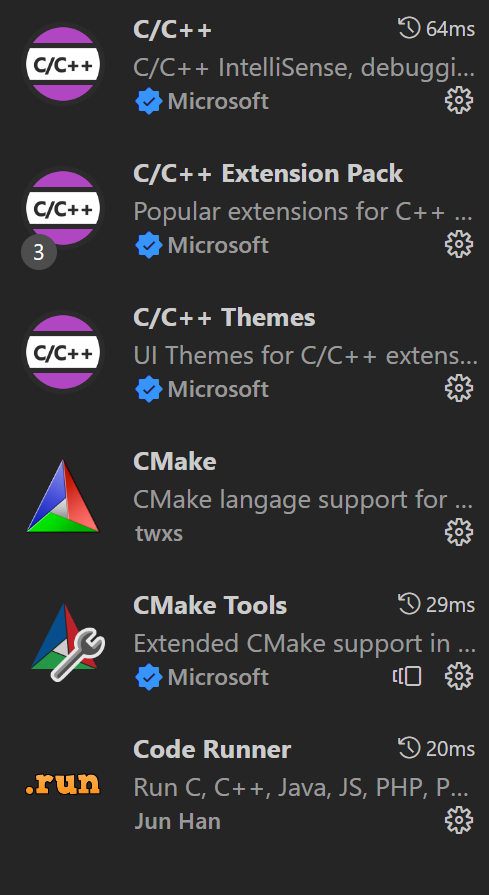 C/C++
64ms
C/C++
C/C++ IntelliSense, debuggi...
Microsoft
C/C++ Extension Pack
C/C++
Popular extensions for C++ ...
3
Microsoft
C/C++ Themes
C/C++
UI Themes for C/C++ extens...
Microsoft
CMake
CMake langage support for ...
twxs
CMake Tools
29ms
Extended CMake support in ...
Microsoft
Code Runner
20ms
.run
Run C, C++, Java, JS, PHP, P...
Jun Han